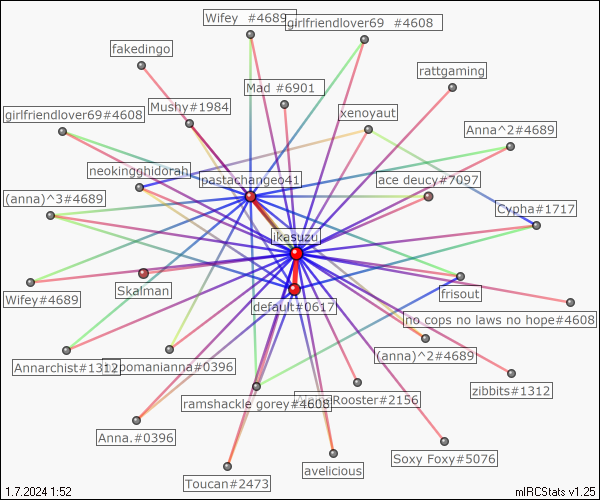 Wifey  #4689
girlfriendlover69  #4608
fakedingo
rattgaming
Mad #6901
Mushy#1984
girlfriendlover69#4608
xenoyaut
Anna^2#4689
neokingghidorah
pastachangeo41
ace deucy#7097
(anna)^3#4689
Cypha#1717
ikasuzu
Skalman
frisout
Wifey#4689
default#0617
no cops no laws no hope#4608
(anna)^2#4689
Annarchist#1312
pomanianna#0396
zibbits#1312
ramshackle gorey#4608
Rooster#2156
Anna.#0396
Soxy Foxy#5076
avelicious
Toucan#2473
1.7.2024 1:52
mIRCStats v1.25